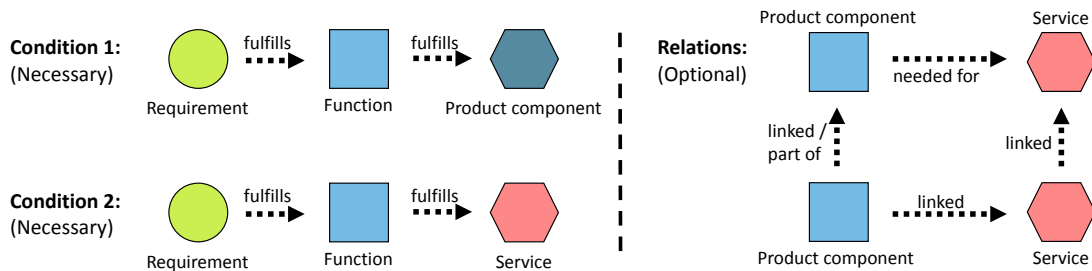 Condition 1:
(Necessary)
fulfills
fulfills
Requirement
Function
Product component
Condition 2:
(Necessary)
fulfills
fulfills
Requirement
Function
Service
Relations:
(Optional)
Product component
Service
needed for
linked /
part of
linked
linked
Product component
Service